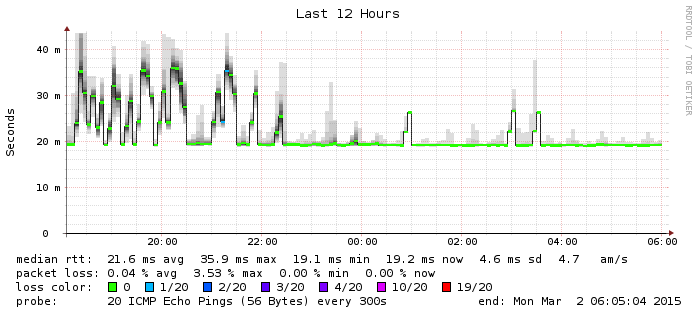 Last 12 Hours
RRDTOOL / TOBI OETIKER
Seconds
40 m
30 m
20 m
10 m
0
20:00 22:00 00:00 02:00 04:00 06:00
median rtt: 21.6 ms avg 35.9 ms max 19.1 ms min 19.2 ms now 4.6 ms sd 4.7 am/s
packet loss: 0.04 % avg 3.53 % max 0.00 % min 0.00 % now
loss color: 0 1/20 2/20 3/20 4/20 10/20 19/20
probe: 20 ICMP Echo Pings (56 Bytes) every 300s end: Mon Mar 2 06:05:04 2015